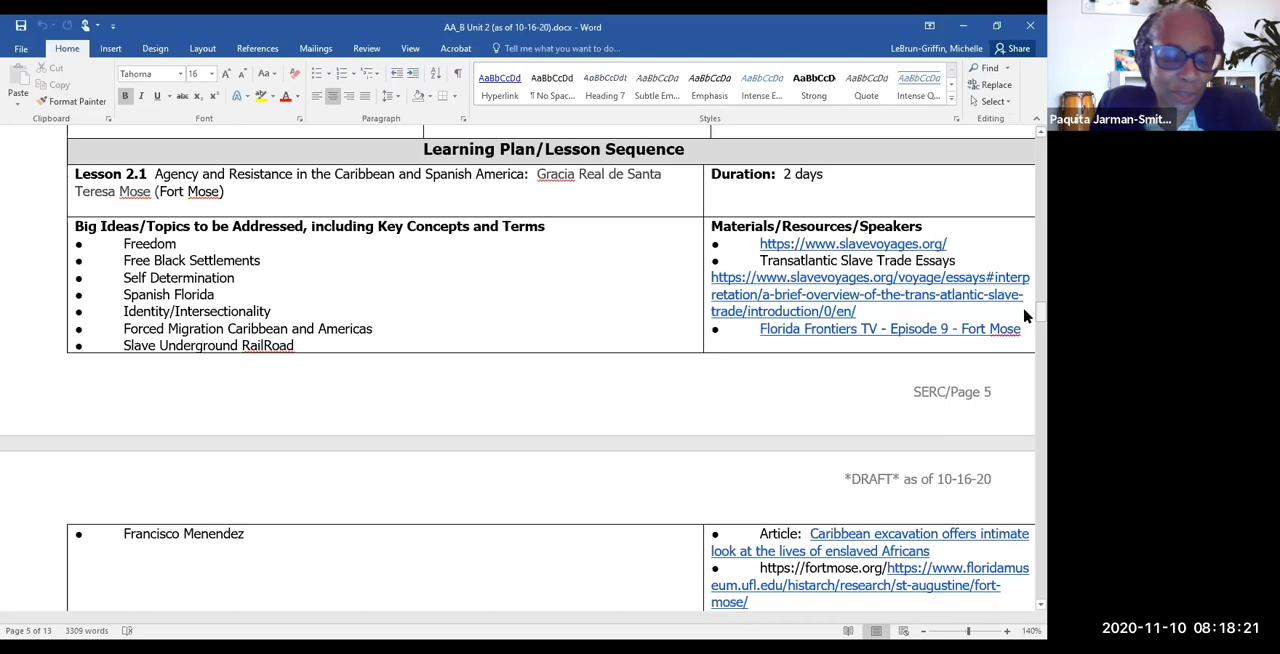 AA_B Unit 2 (as of 10-16-20).docx - Word
File Home Insert Design Layout References Mailings Review View Acrobat Tell me what you want to do... LeBrun-Griffin, Michelle Share
Paste
Cut
Copy
Format Painter
Clipboard
Tahoma 16
Font
Paragraph
AaBbCcDd AaBbCcDd AaBbCcDt AaBbCcDd AaBbCcDd AaBbCcDd AaBbCcD AaBbCcDd AaBbCcDd
Hyperlink ¶ No Spac... Heading 7 Subtle Em... Emphasis Intense E... Strong Quote Intense Q...
Styles
Find
Replace
Select
Editing
Paquita Jarman-Smit...
Learning Plan/Lesson Sequence
Lesson 2.1 Agency and Resistance in the Caribbean and Spanish America: Gracia Real de Santa
Teresa Mose (Fort Mose)
Duration: 2 days
Big Ideas/Topics to be Addressed, including Key Concepts and Terms
● Freedom
● Free Black Settlements
● Self Determination
● Spanish Florida
● Identity/Intersectionality
● Forced Migration Caribbean and Americas
● Slave Underground RailRoad
Materials/Resources/Speakers
● https://www.slavevoyages.org/
● Transatlantic Slave Trade Essays
https://www.slavevoyages.org/voyage/essays#interp
retation/a-brief-overview-of-the-trans-atlantic-slave-
trade/introduction/0/en/
● Florida Frontiers TV - Episode 9 - Fort Mose
SERC/Page 5
*DRAFT* as of 10-16-20
● Francisco Menendez
● Article: Caribbean excavation offers intimate
look at the lives of enslaved Africans
● https://fortmose.org/https://www.floridamus
eum.ufl.edu/histarch/research/st-augustine/fort-
mose/
Page 5 of 13 3309 words
140%
2020-11-10 08:18:21